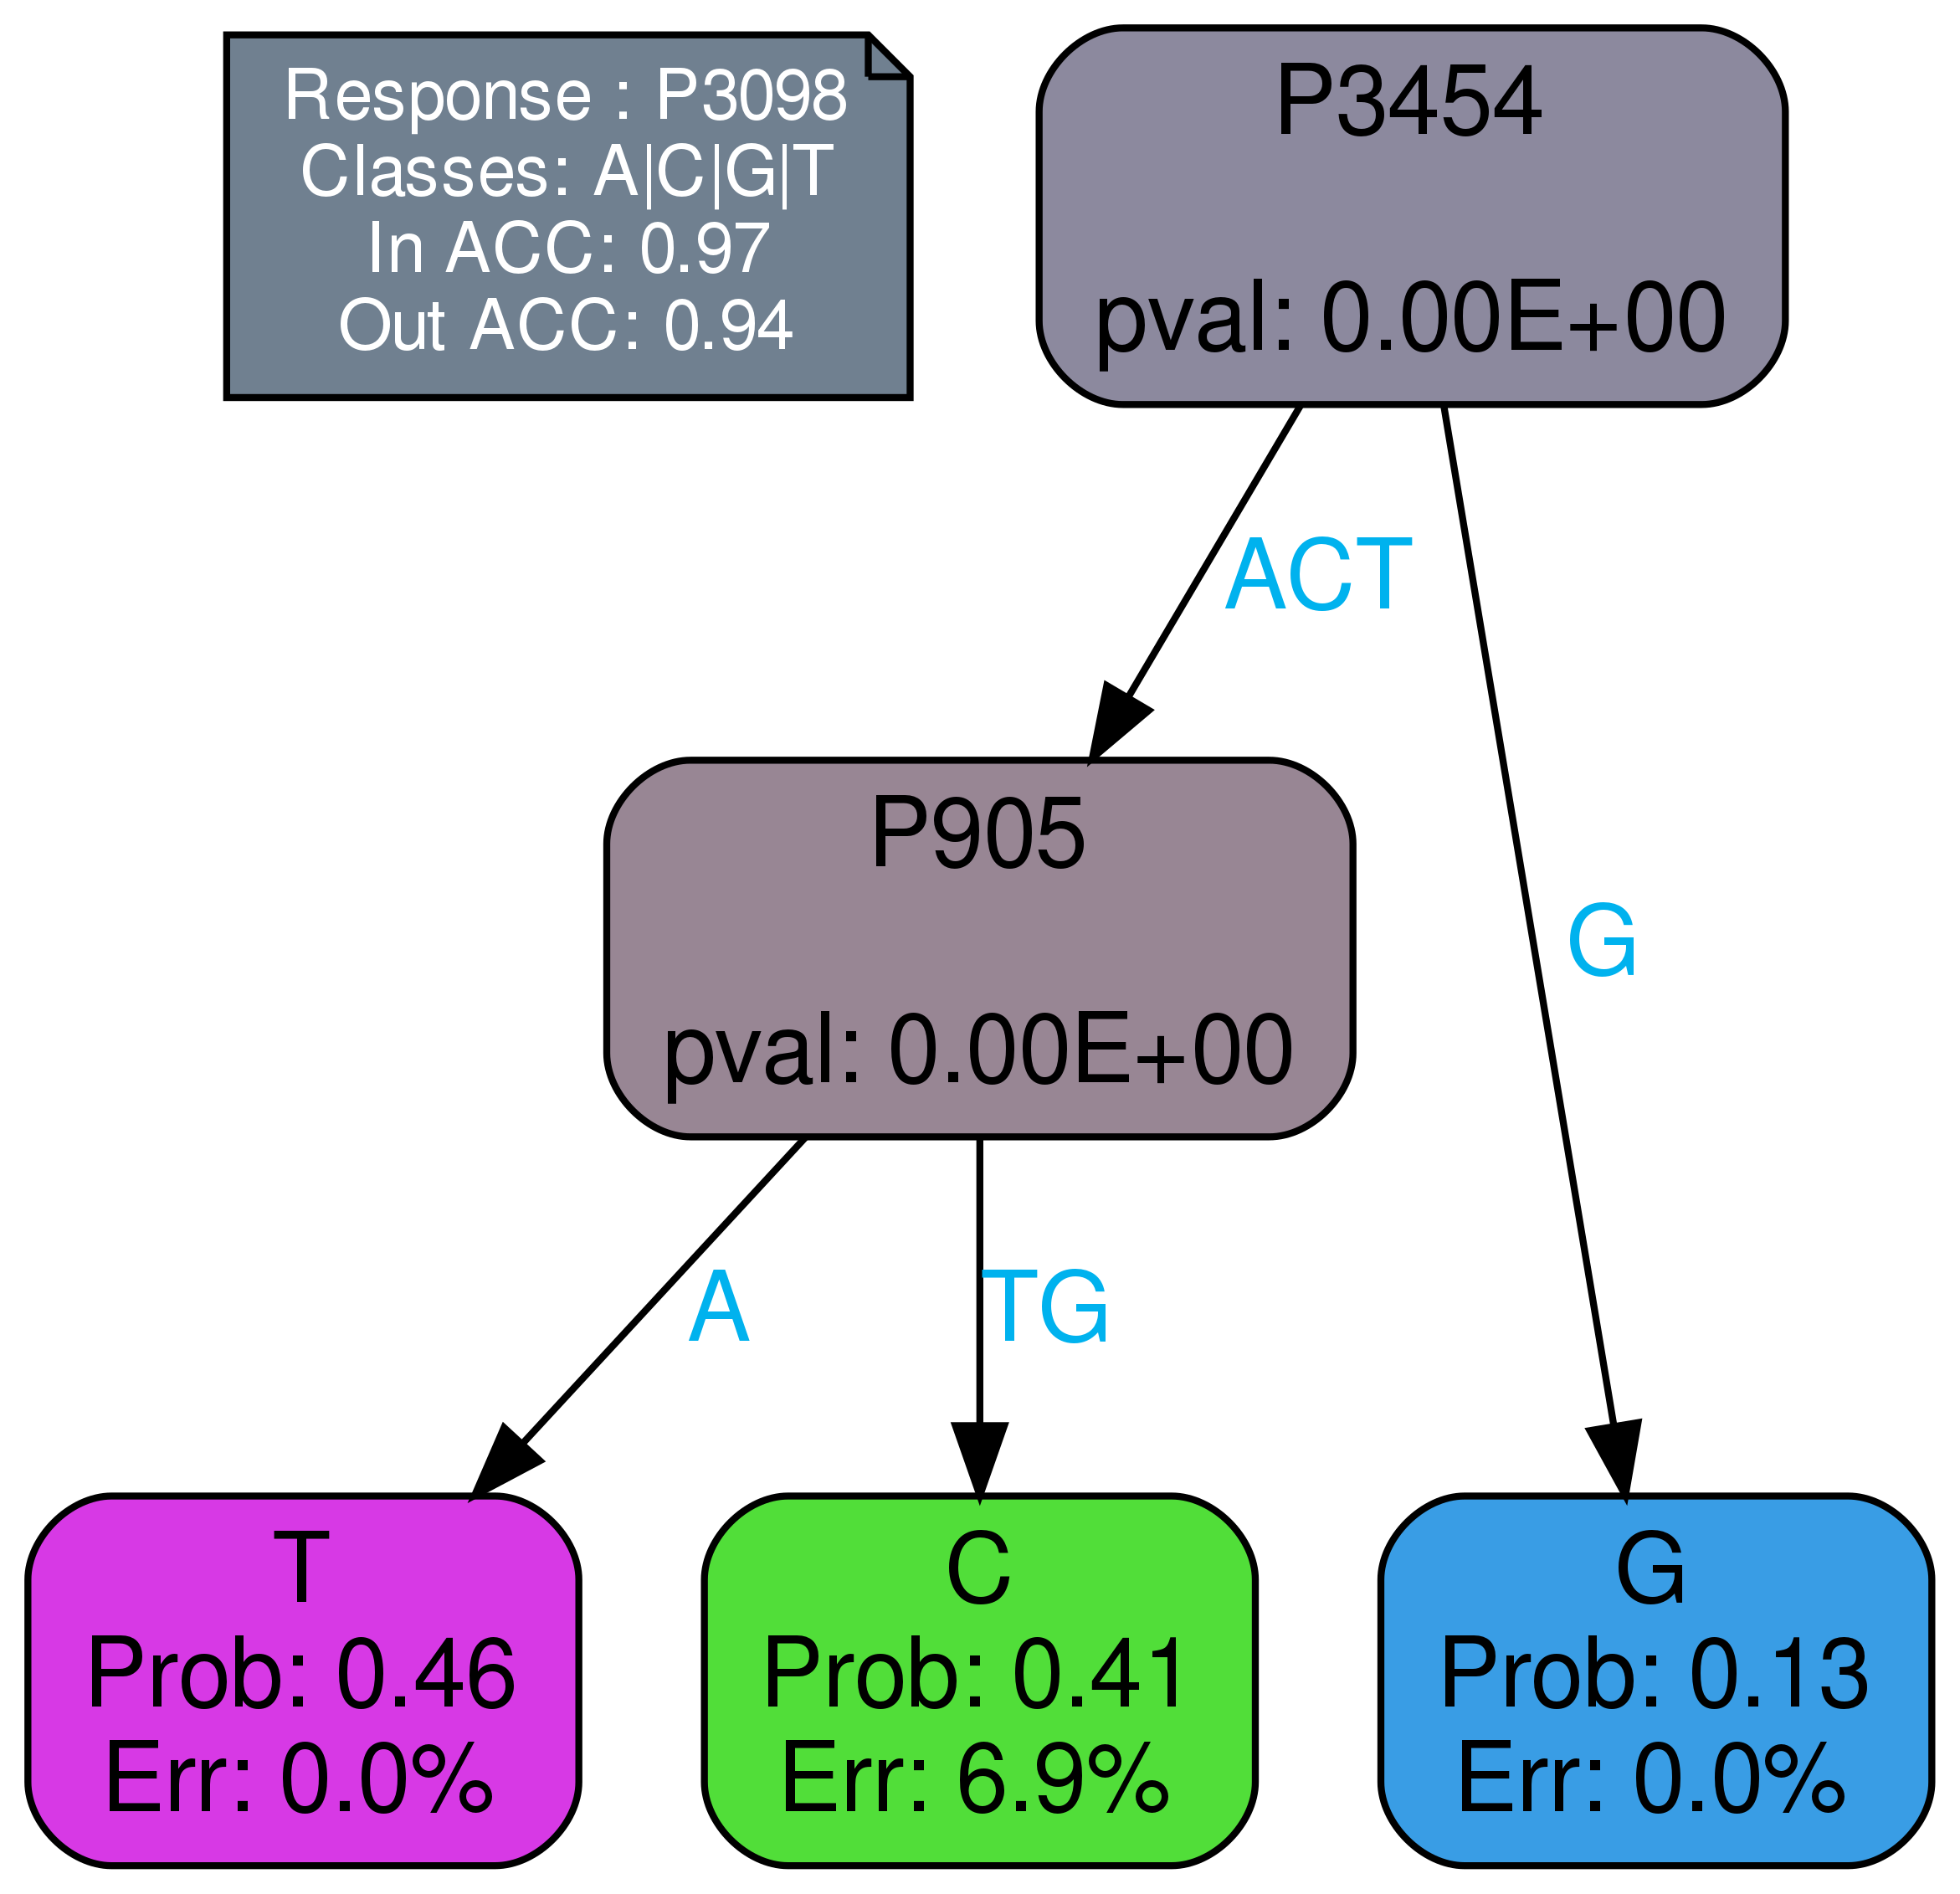 Response : P3098
Classes: A|C|G|T
In ACC: 0.97
Out ACC: 0.94
P3454
pval: 0.00E+00
ACT
G
P905
pval: 0.00E+00
A
TG
T
Prob: 0.46
Err: 0.0%
C
Prob: 0.41
Err: 6.9%
G
Prob: 0.13
Err: 0.0%